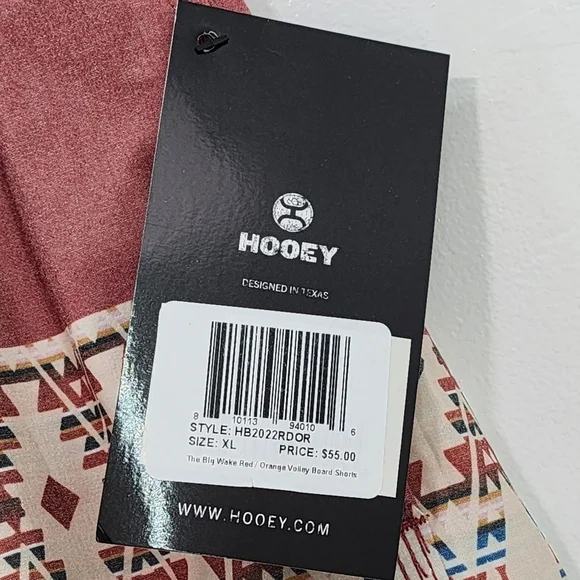 HOOEY
DESIGNED IN TEXAS
8 10113 94010 6
STYLE: HB2022RDOR
SIZE: XL PRICE: $55.00
The Big Wake Red / Orange Volley Board Shorts
WWW.HOOEY.COM